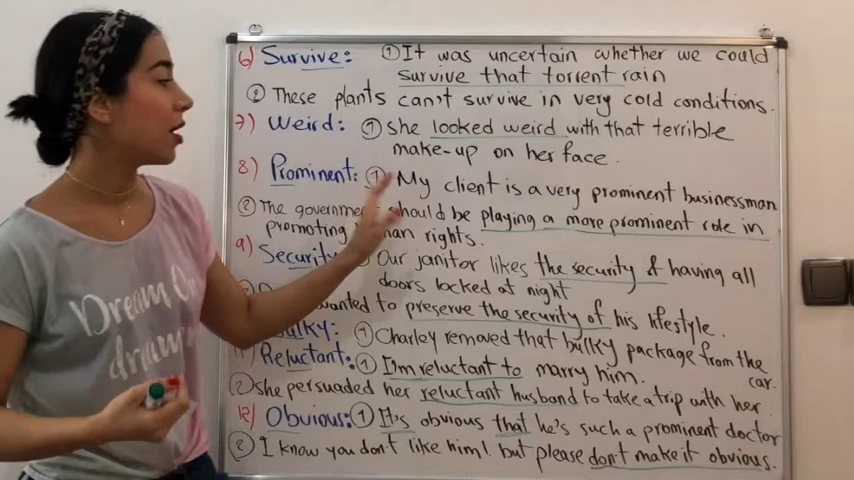 6) Survive: ① It was uncertain whether we could
survive that torrent rain
② These plants can't survive in very cold conditions.
7) Weird: ① She looked weird with that terrible
make-up on her face.
8) Prominent: ① My client is a very prominent businessman
② The governme should be playing a more prominent role in
promoting man rights.
9) Security Our janitor likes the security & having all
doors locked at night
wanted to preserve the security of his lifestyle.
Bulky: ① Charley removed that bulky package from the
car.
Reluctant: ① I'm reluctant to marry him.
② she persuaded her reluctant husband to take a trip with her.
12) Obvious: ① It's obvious that he's such a prominent doctor
② I know you don't like him! but please don't make it obvious.
Dream On
dreamer